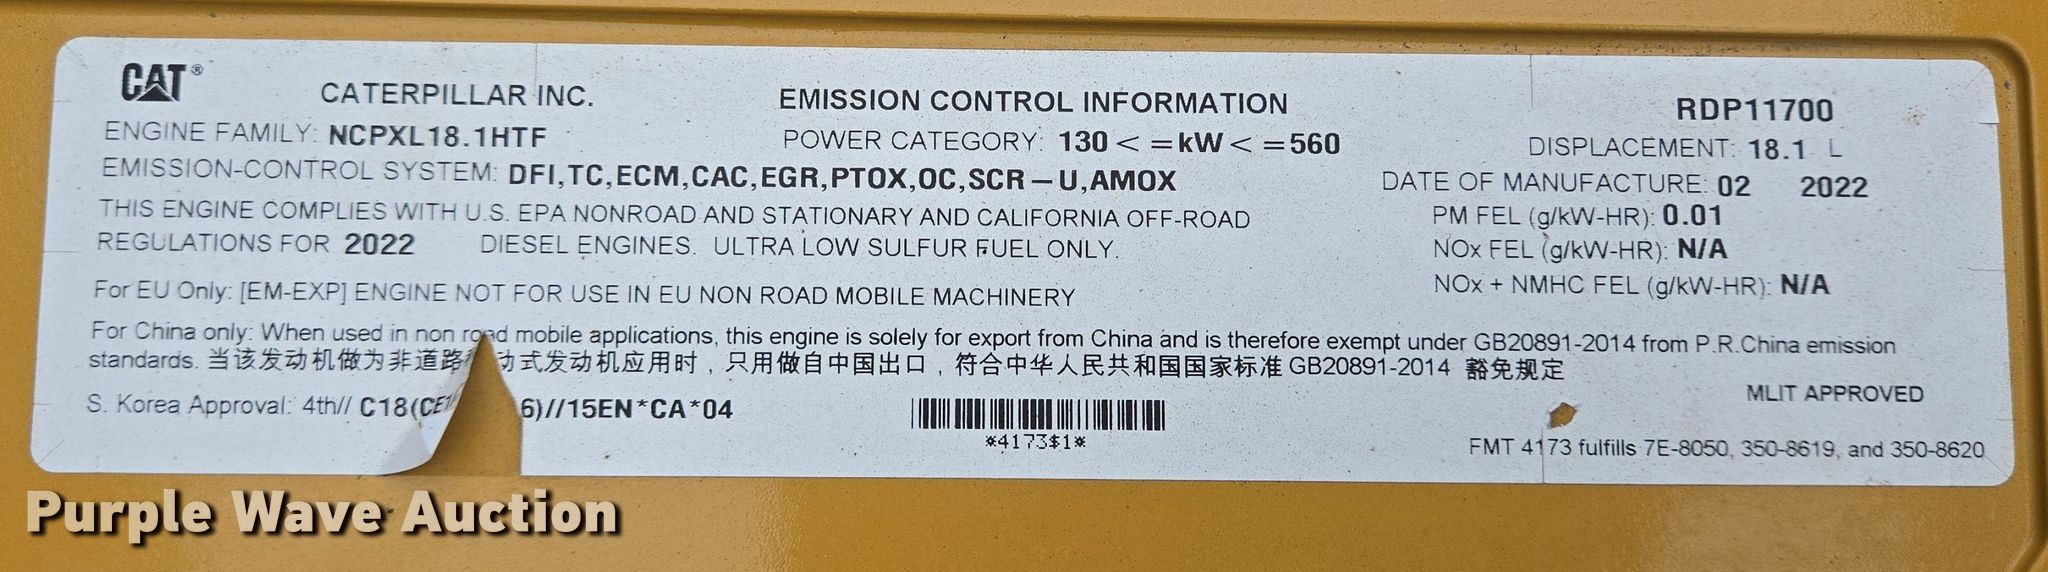 CAT®
CATERPILLAR INC.
EMISSION CONTROL INFORMATION
RDP11700
ENGINE FAMILY: NCPXL18.1HTF
POWER CATEGORY: 130 < =kW < =560
DISPLACEMENT: 18.1 L
EMISSION-CONTROL SYSTEM: DFI,TC,ECM,CAC,EGR,PTOX,OC,SCR-U,AMOX
DATE OF MANUFACTURE: 02 2022
THIS ENGINE COMPLIES WITH U.S. EPA NONROAD AND STATIONARY AND CALIFORNIA OFF-ROAD
PM FEL (g/kW-HR): 0.01
REGULATIONS FOR 2022 DIESEL ENGINES. ULTRA LOW SULFUR FUEL ONLY.
NOx FEL (g/kW-HR): N/A
NOx + NMHC FEL (g/kW-HR): N/A
For EU Only: [EM-EXP] ENGINE NOT FOR USE IN EU NON ROAD MOBILE MACHINERY
For China only: When used in non road mobile applications, this engine is solely for export from China and is therefore exempt under GB20891-2014 from P.R.China emission
standards. 当该发动机做为非道路动式发动机应用时，只用做自中国出口，符合中华人民共和国国家标准 GB20891-2014 豁免规定
MLIT APPROVED
S. Korea Approval: 4th// C18(CE 6)//15EN*CA*04
*4173$1*
FMT 4173 fulfills 7E-8050, 350-8619, and 350-8620
Purple Wave Auction